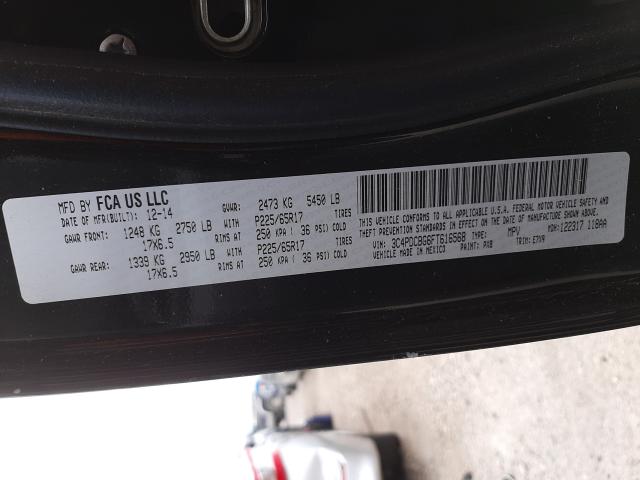 MFD BY FCA US LLC
DATE OF MFR(BUILT): 12-14 GVWR: 2473 KG 5450 LB
GAWR FRONT: 1248 KG 2750 LB WITH P225/65R17 TIRES
17X6.5 RIMS AT 250 KPA ( 36 PSI) COLD
GAWR REAR: 1339 KG 2950 LB WITH P225/65R17 TIRES
17X6.5 RIMS AT 250 KPA ( 36 PSI) COLD
THIS VEHICLE CONFORMS TO ALL APPLICABLE U.S.A. FEDERAL MOTOR VEHICLE SAFETY AND
THEFT PREVENTION STANDARDS IN EFFECT ON THE DATE OF MANUFACTURE SHOWN ABOVE.
VIN: 3C4PDCBG6FT616568 MPV
VEHICLE MADE IN MEXICO PAINT: PXB TRIM: E7X9 MDH: 122317 118AA